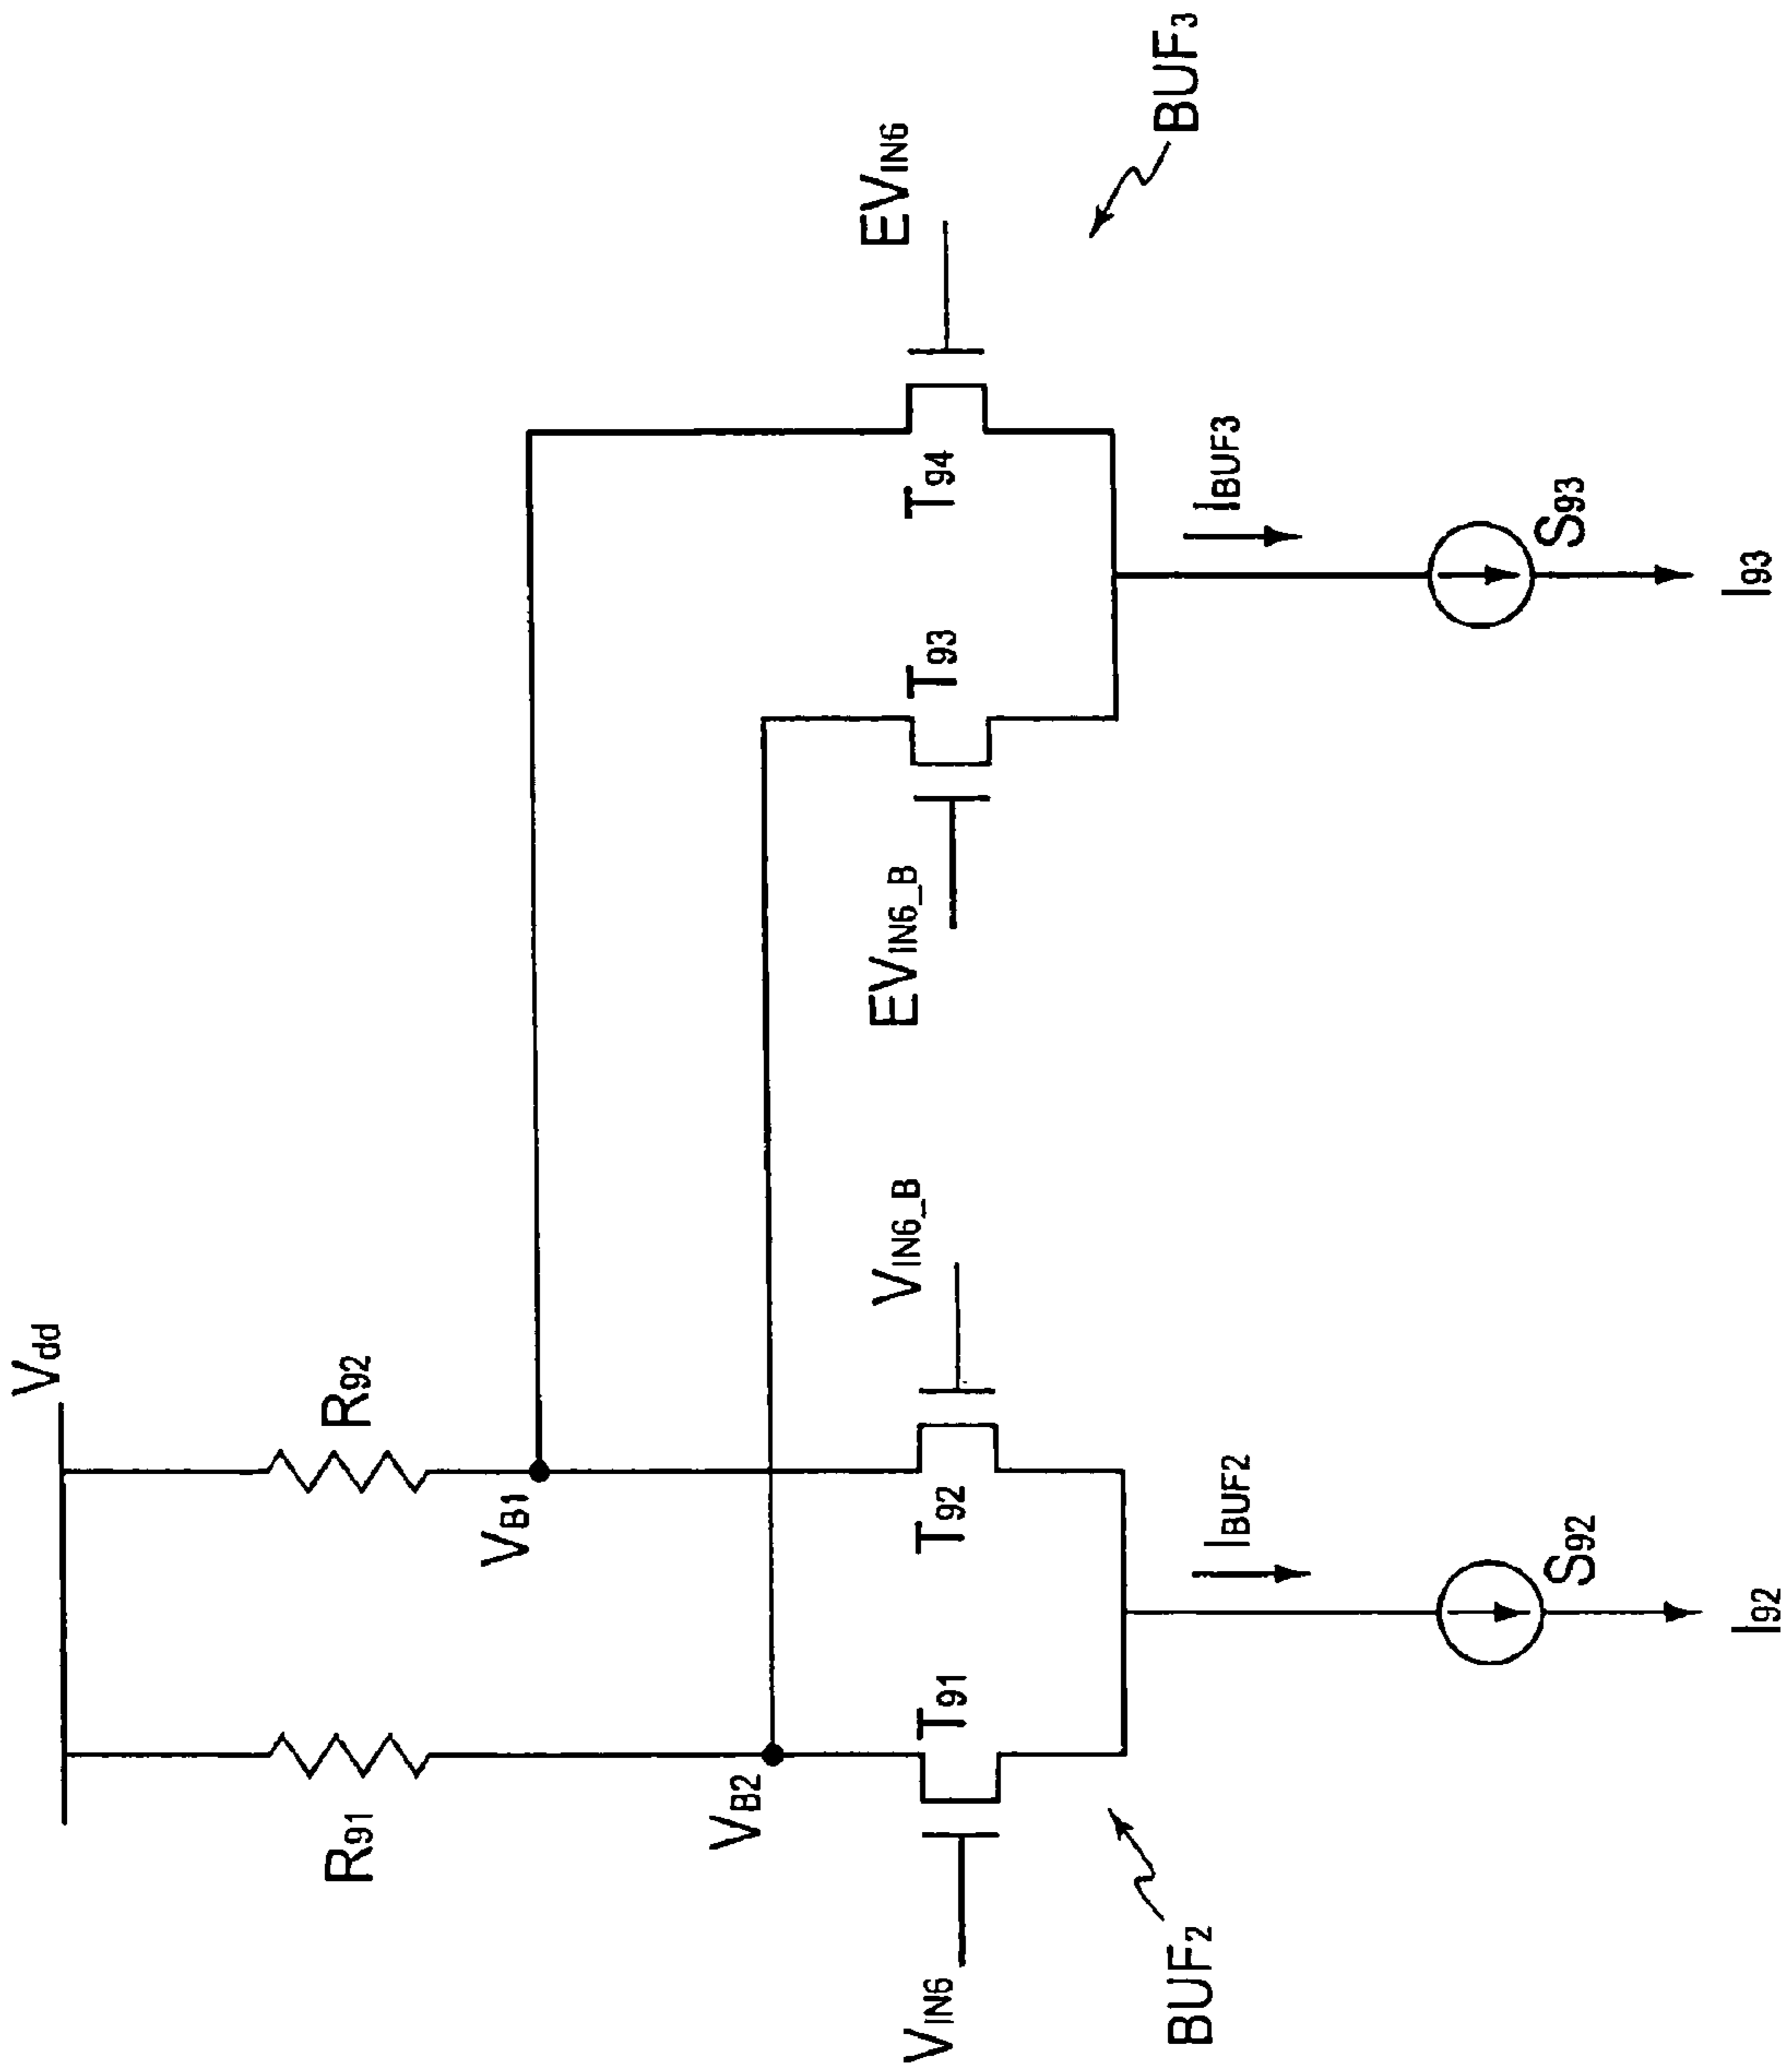 Vdd
R91
R92
VB1
VB2
VIN6
T91
T92
VIN6_B
EVIN6_B
T93
T94
EVIN6
BUF2
IBUF2
IBUF3
BUF3
S92
S93
I92
I93